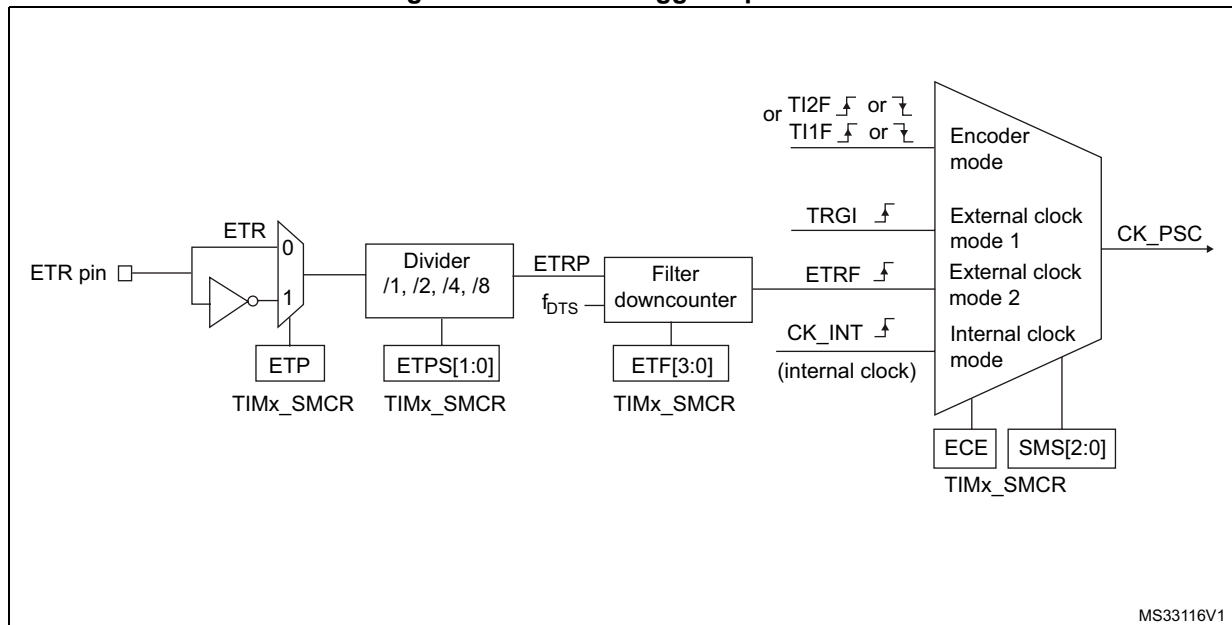 or TI2F or
TI1F or
Encoder
mode
TRGI
External clock
mode 1
CK_PSC
ETR
0
ETR pin
1
Divider
/1, /2, /4, /8
ETRP
fDTS
Filter
downcounter
ETRF
External clock
mode 2
CK_INT
(internal clock)
Internal clock
mode
ETP
TIMx_SMCR
ETPS[1:0]
TIMx_SMCR
ETF[3:0]
TIMx_SMCR
ECE
SMS[2:0]
TIMx_SMCR
MS33116V1